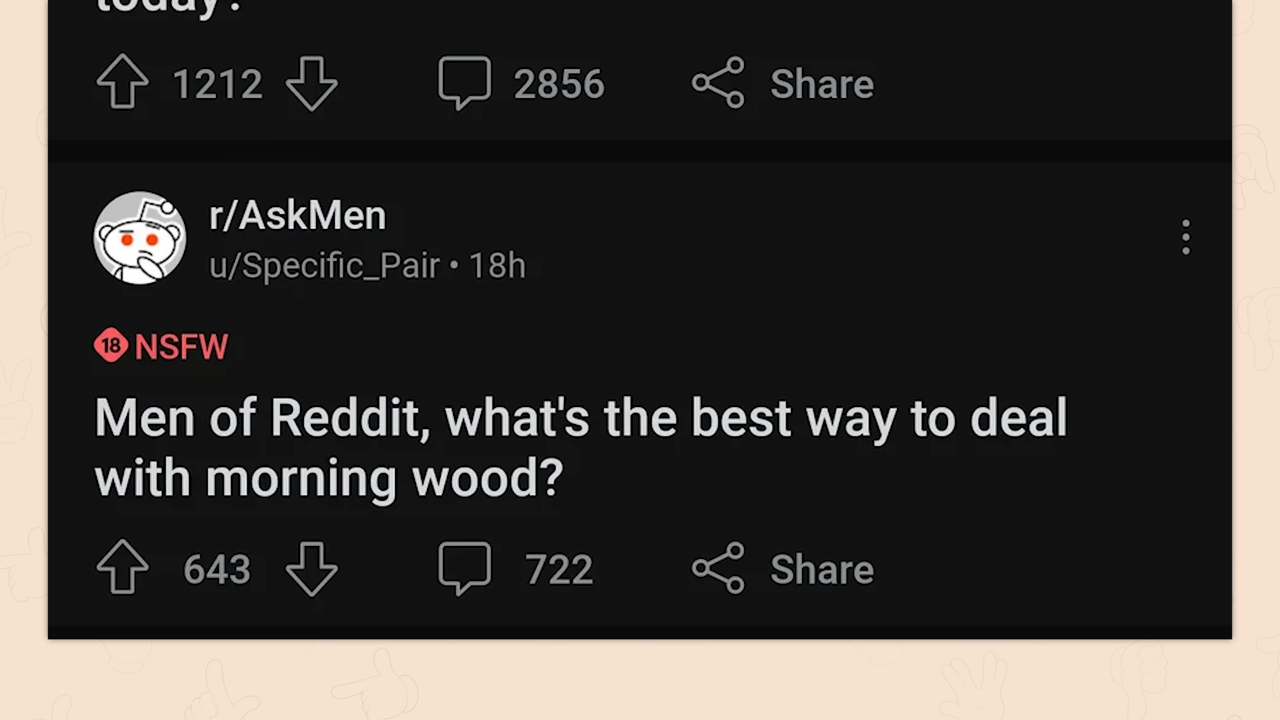 today?
1212 2856 Share
r/AskMen
u/Specific_Pair • 18h
18 NSFW
Men of Reddit, what's the best way to deal
with morning wood?
643 722 Share